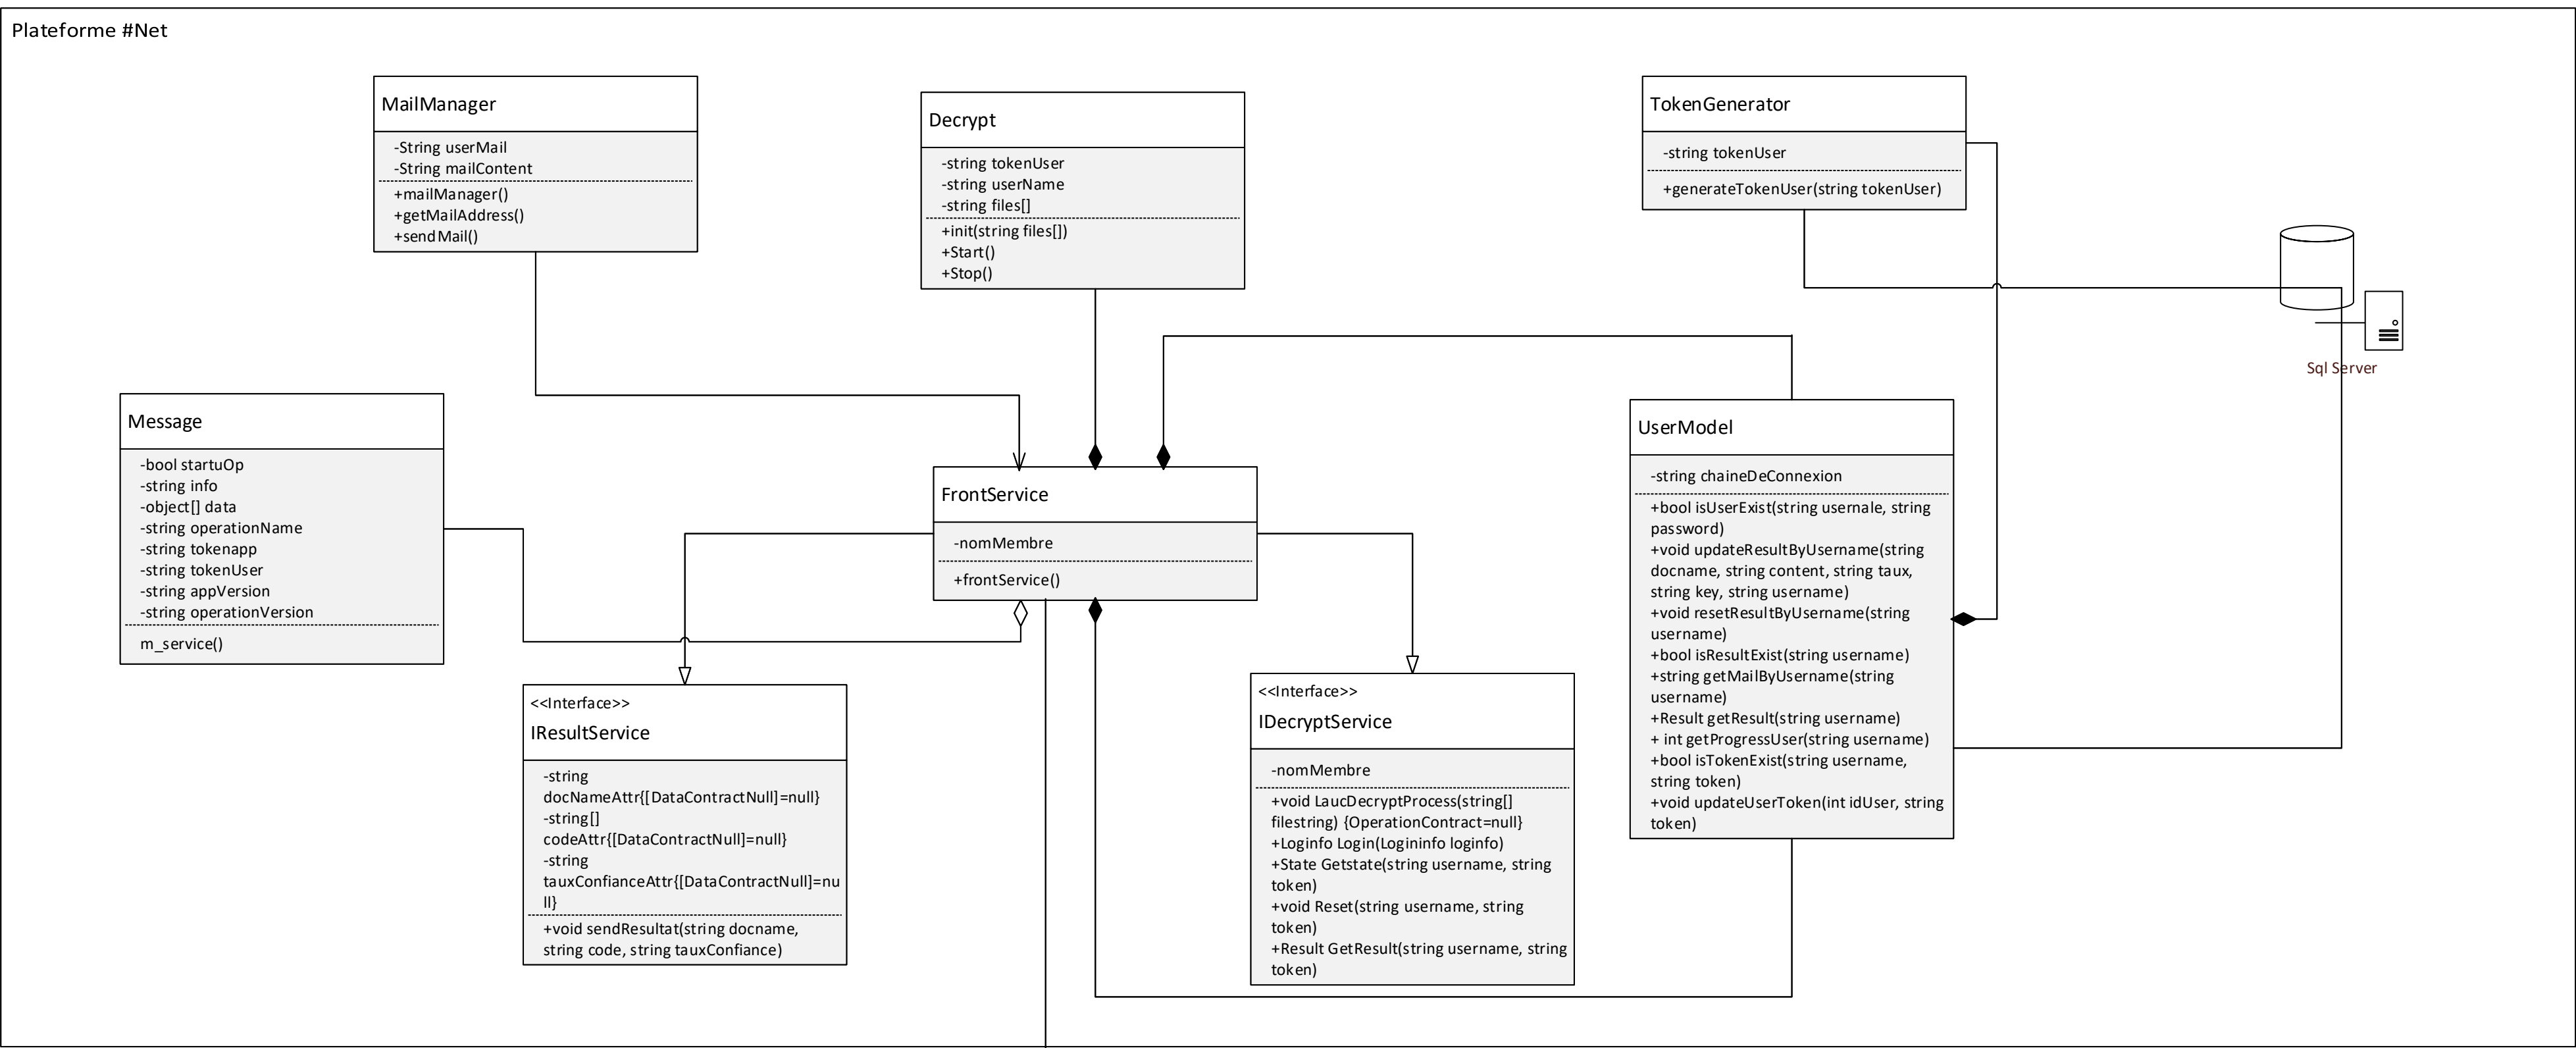 Plateforme #Net
MailManager
-String userMail
-String mailContent
+mailManager()
+getMailAddress()
+sendMail()
Decrypt
-string tokenUser
-string userName
-string files[]
+init(string files[])
+Start()
+Stop()
TokenGenerator
-string tokenUser
+generateTokenUser(string tokenUser)
Sql Server
Message
-bool startuOp
-string info
-object[] data
-string operationName
-string tokenapp
-string tokenUser
-string appVersion
-string operationVersion
m_service()
FrontService
-nomMembre
+frontService()
UserModel
-string chaineDeConnexion
+bool isUserExist(string usernale, string
password)
+void updateResultByUsername(string
docname, string content, string taux,
string key, string username)
+void resetResultByUsername(string
username)
+bool isResultExist(string username)
+string getMailByUsername(string
username)
+Result getResult(string username)
+ int getProgressUser(string username)
+bool isTokenExist(string username,
string token)
+void updateUserToken(int idUser, string
token)
<<Interface>>
IResultService
-string
docNameAttr{[DataContractNull]=null}
-string[]
codeAttr{[DataContractNull]=null}
-string
tauxConfianceAttr{[DataContractNull]=nu
ll}
+void sendResultat(string docname,
string code, string tauxConfiance)
<<Interface>>
IDecryptService
-nomMembre
+void LaucDecryptProcess(string[]
filestring) {OperationContract=null}
+Loginfo Login(Logininfo loginfo)
+State Getstate(string username, string
token)
+void Reset(string username, string
token)
+Result GetResult(string username, string
token)